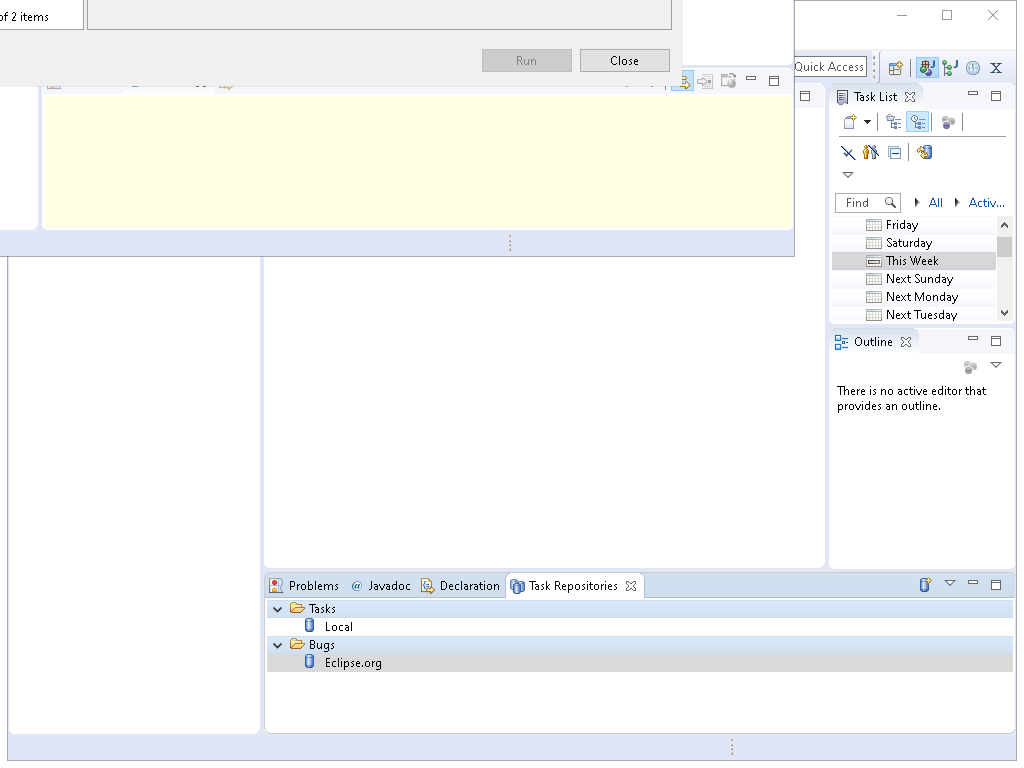 of 2 items
Run
Close
Quick Access
Task List
Find
All
Activ...
Friday
Saturday
This Week
Next Sunday
Next Monday
Next Tuesday
Outline
There is no active editor that
provides an outline.
Problems
@ Javadoc
Declaration
Task Repositories
Tasks
Local
Bugs
Eclipse.org